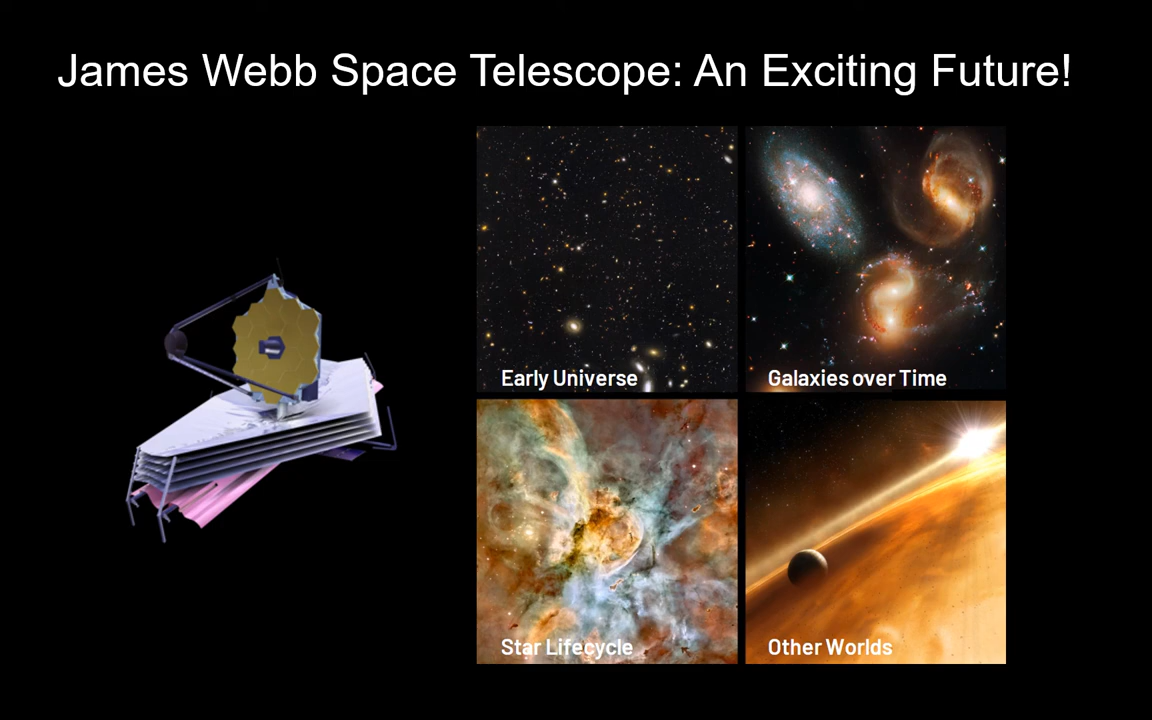 James Webb Space Telescope: An Exciting Future!
Early Universe
Galaxies over Time
Star Lifecycle
Other Worlds